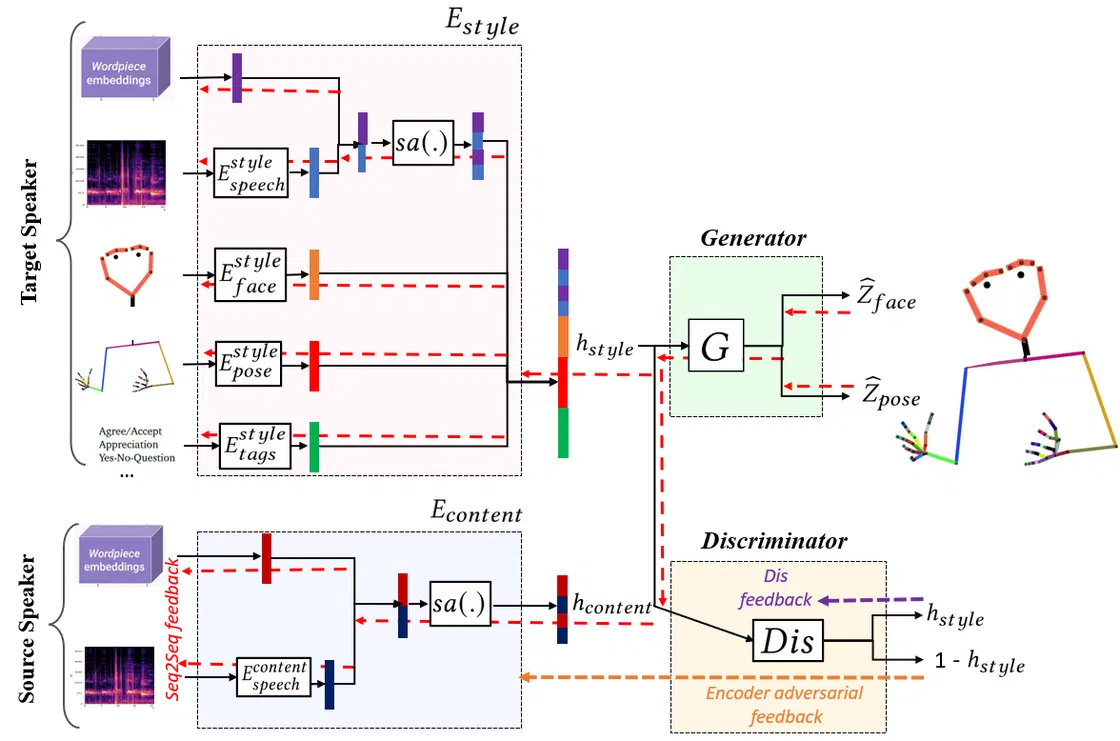 E_style
Target Speaker
Wordpiece
embeddings
sa(.)
E^style_speech
E^style_face
E^style_pose
Agree/Accept
Appreciation
Yes-No-Question
...
E^style_tags
h_style
Generator
G
Ẑ_face
Ẑ_pose
Source Speaker
E_content
Wordpiece
embeddings
Seq2Seq feedback
sa(.)
E^content_speech
h_content
Discriminator
Dis
feedback
Dis
h_style
1 - h_style
Encoder adversarial
feedback